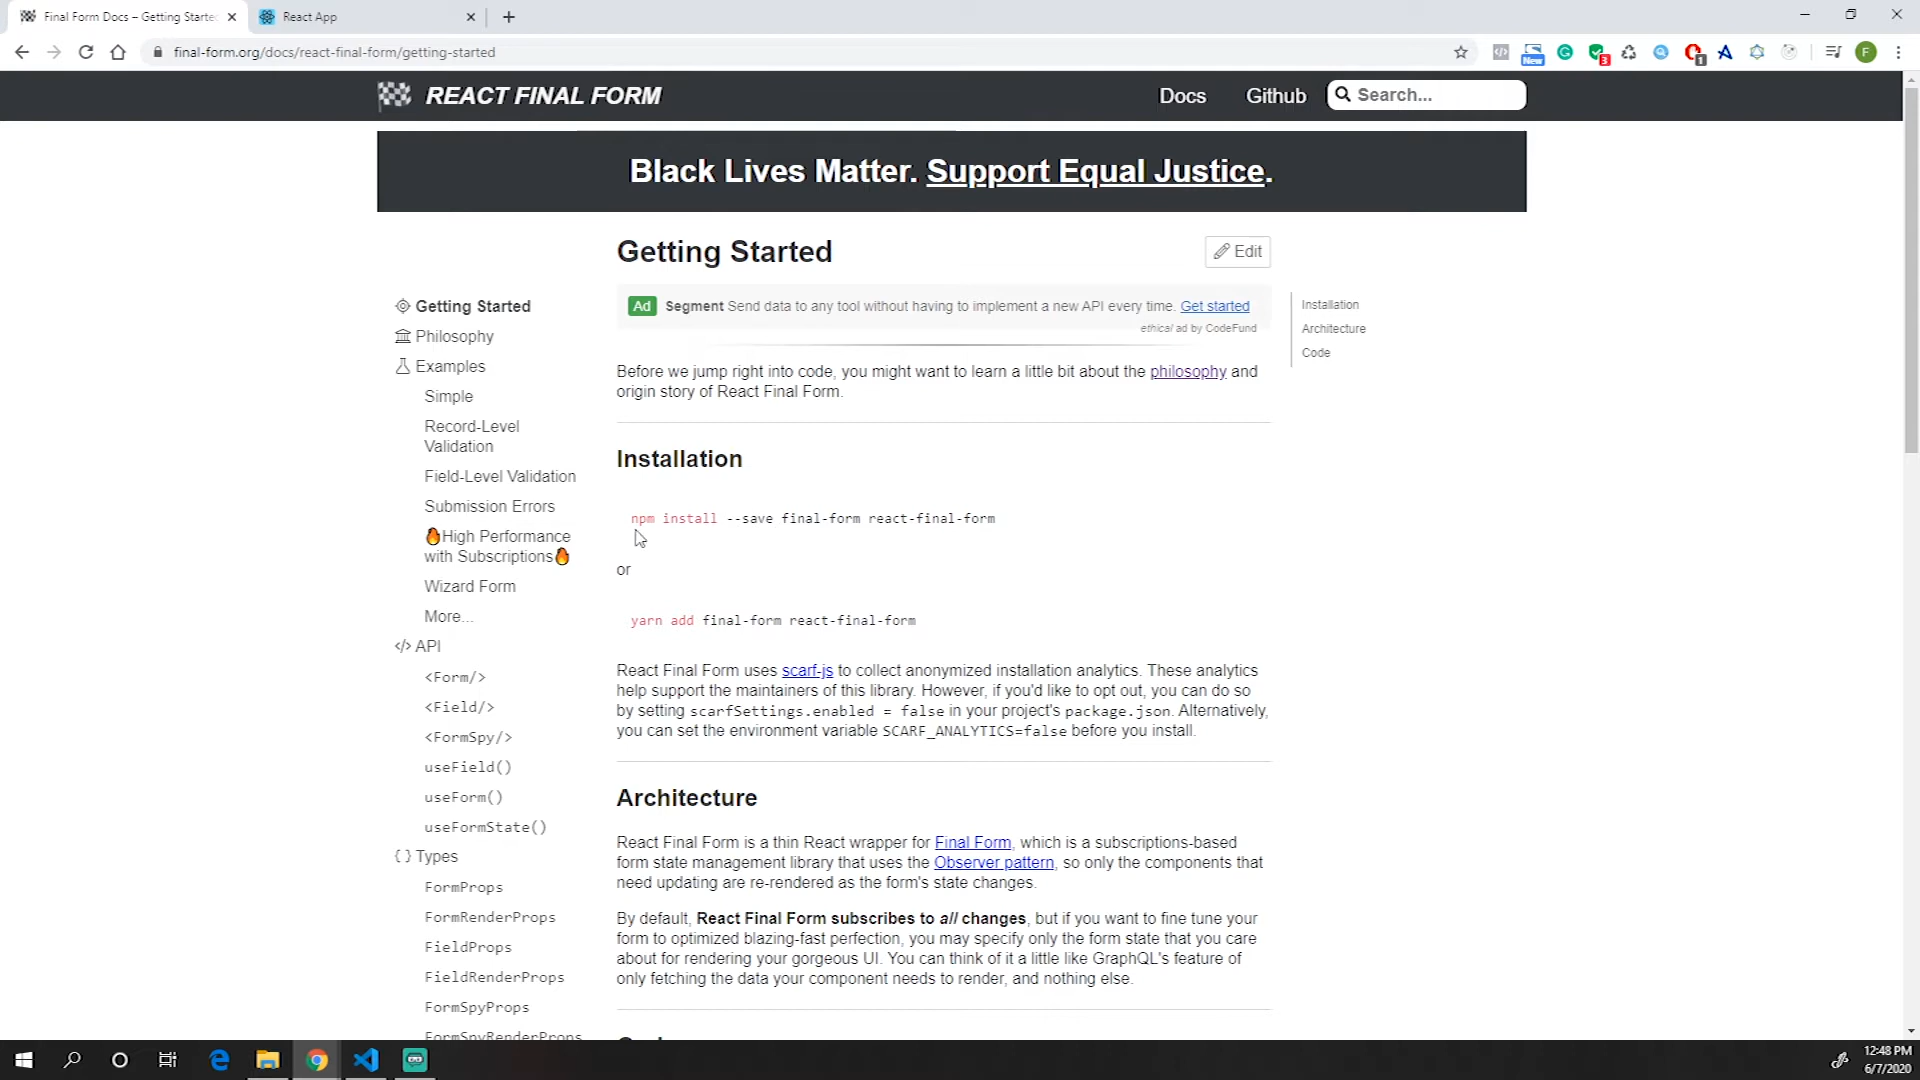 Final Form Docs – Getting Starte
React App
final-form.org/docs/react-final-form/getting-started
New
3
1
F
REACT FINAL FORM
Docs
Github
Search...
Black Lives Matter. Support Equal Justice.
Getting Started
Edit
Ad Segment Send data to any tool without having to implement a new API every time. Get started
ethical ad by CodeFund
Before we jump right into code, you might want to learn a little bit about the philosophy and
origin story of React Final Form.
Installation
npm install --save final-form react-final-form
or
yarn add final-form react-final-form
React Final Form uses scarf-js to collect anonymized installation analytics. These analytics
help support the maintainers of this library. However, if you'd like to opt out, you can do so
by setting scarfSettings.enabled = false in your project's package.json. Alternatively,
you can set the environment variable SCARF_ANALYTICS=false before you install.
Architecture
React Final Form is a thin React wrapper for Final Form, which is a subscriptions-based
form state management library that uses the Observer pattern, so only the components that
need updating are re-rendered as the form's state changes.
By default, React Final Form subscribes to all changes, but if you want to fine tune your
form to optimized blazing-fast perfection, you may specify only the form state that you care
about for rendering your gorgeous UI. You can think of it a little like GraphQL's feature of
only fetching the data your component needs to render, and nothing else.
Getting Started
Philosophy
Examples
Simple
Record-Level
Validation
Field-Level Validation
Submission Errors
🔥High Performance
with Subscriptions🔥
Wizard Form
More...
</> API
<Form/>
<Field/>
<FormSpy/>
useField()
useForm()
useFormState()
{ } Types
FormProps
FormRenderProps
FieldProps
FieldRenderProps
FormSpyProps
FormSpyRenderProps
Installation
Architecture
Code
12:48 PM
6/7/2020